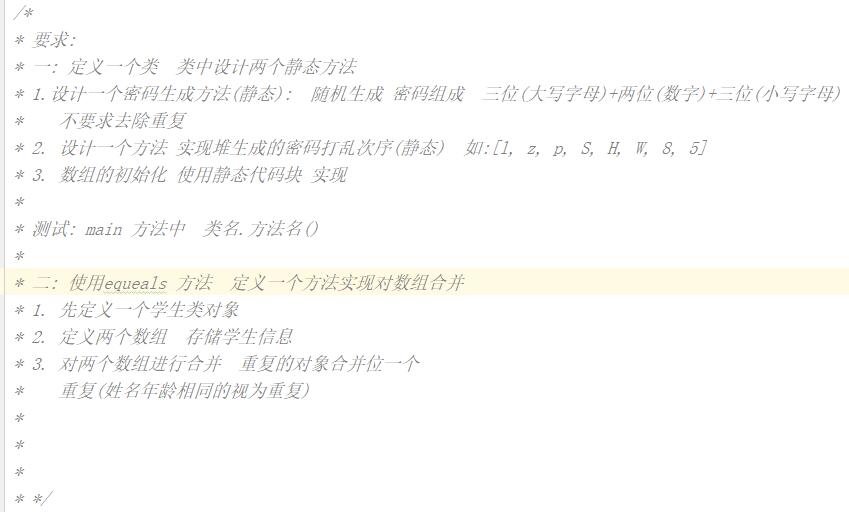 /*
* 要求:
* 一: 定义一个类 类中设计两个静态方法
* 1.设计一个密码生成方法(静态): 随机生成 密码组成 三位(大写字母)+两位(数字)+三位(小写字母)
* 不要求去除重复
* 2. 设计一个方法 实现堆生成的密码打乱次序(静态) 如:[l, z, p, S, H, W, 8, 5]
* 3. 数组的初始化 使用静态代码块 实现
*
* 测试: main 方法中 类名.方法名()
*
* 二: 使用equeals 方法 定义一个方法实现对数组合并
* 1. 先定义一个学生类对象
* 2. 定义两个数组 存储学生信息
* 3. 对两个数组进行合并 重复的对象合并位一个
* 重复(姓名年龄相同的视为重复)
*
*
*
* */